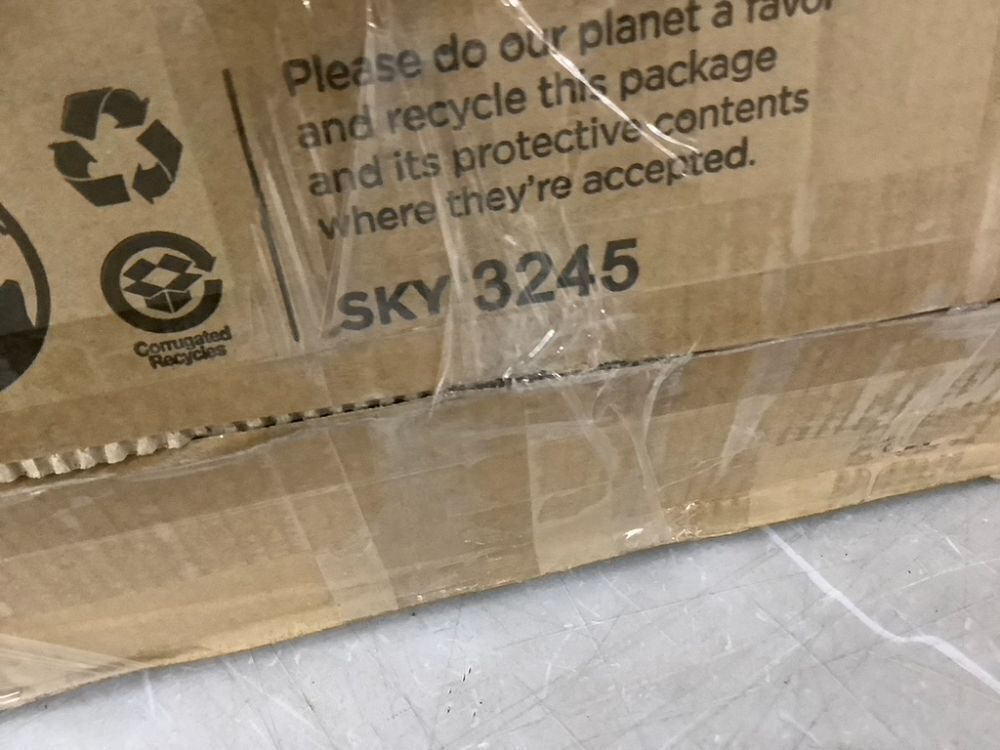 Please do our planet a favor
and recycle this package
and its protective contents
where they're accepted.
SKY 3245
Corrugated
Recycles